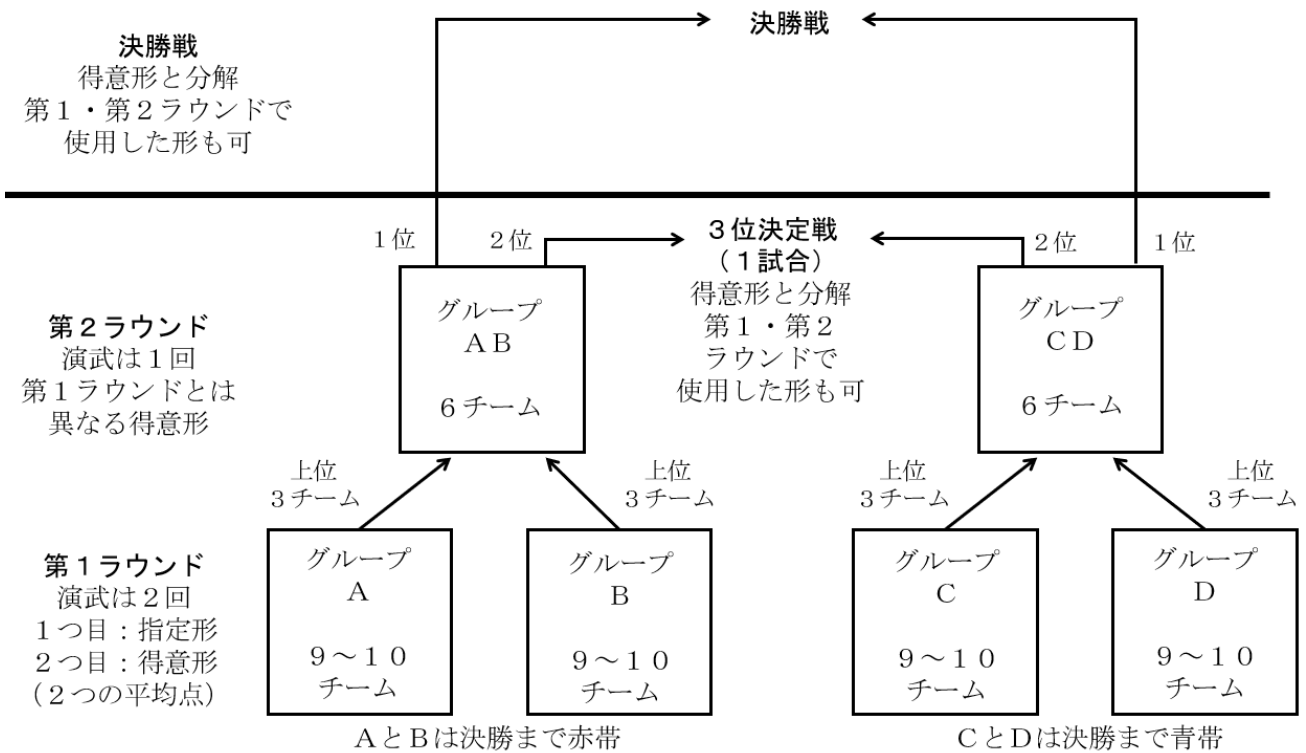 決勝戦
得意形と分解
第１・第２ラウンドで
使用した形も可
決勝戦
１位
２位
３位決定戦
（１試合）
得意形と分解
第１・第２
ラウンドで
使用した形も可
２位
１位
第２ラウンド
演武は１回
第１ラウンドとは
異なる得意形
グループ
ＡＢ
６チーム
グループ
ＣＤ
６チーム
上位
３チーム
上位
３チーム
上位
３チーム
上位
３チーム
第１ラウンド
演武は２回
１つ目：指定形
２つ目：得意形
（２つの平均点）
グループ
Ａ
９～１０
チーム
グループ
Ｂ
９～１０
チーム
グループ
Ｃ
９～１０
チーム
グループ
Ｄ
９～１０
チーム
ＡとＢは決勝まで赤帯
ＣとＤは決勝まで青帯